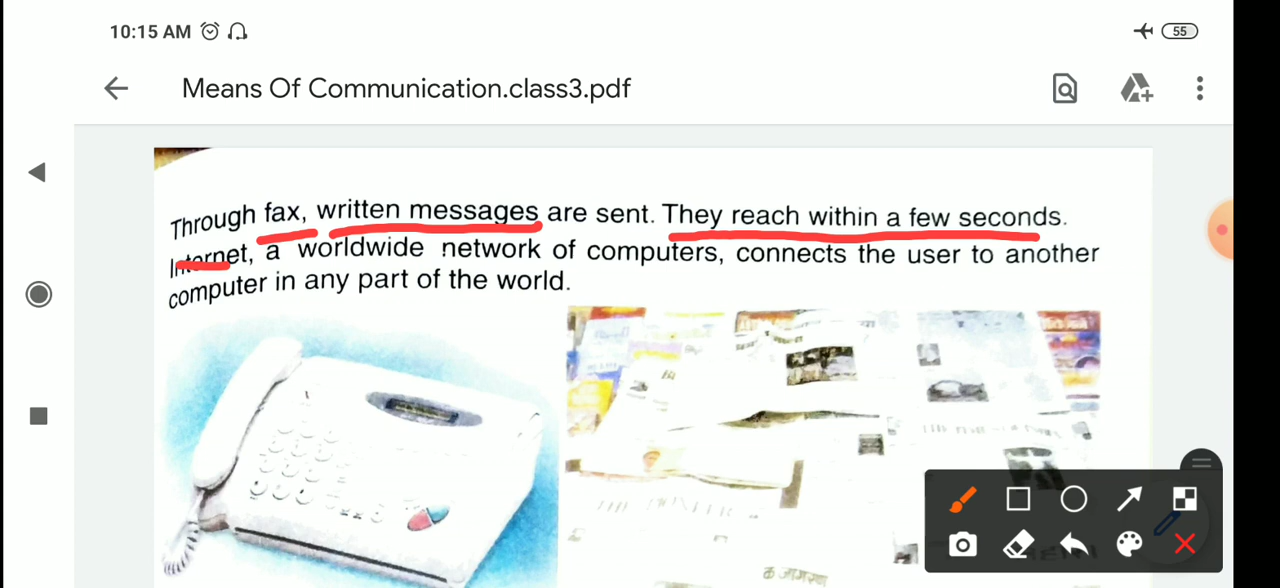 10:15 AM
55
Means Of Communication.class3.pdf
Through fax, written messages are sent. They reach within a few seconds.
Internet, a worldwide network of computers, connects the user to another
computer in any part of the world.